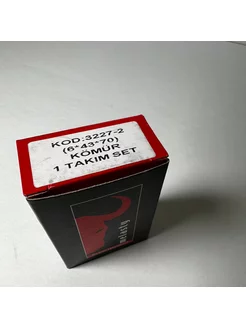 KOD:3227-2
(6*43*70)
KÖMÜR
1 TAKIM SET